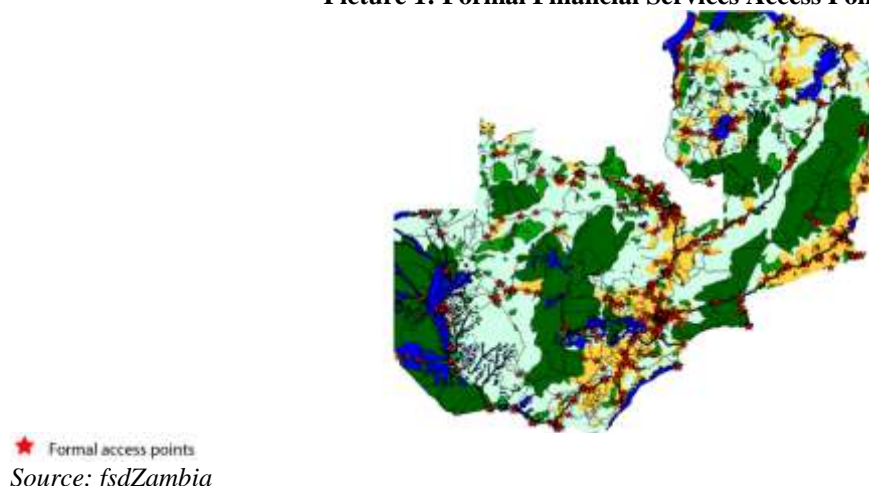 Picture 1: Formal Financial Services Access
Formal access points
Source: fsdZambia